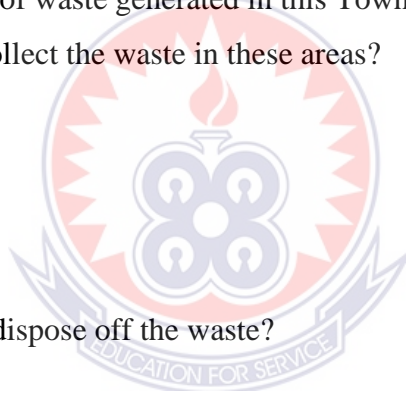 of waste generated in this Town
ollect the waste in these areas?
dispose off the waste?
EDUCATION FOR SERVICE